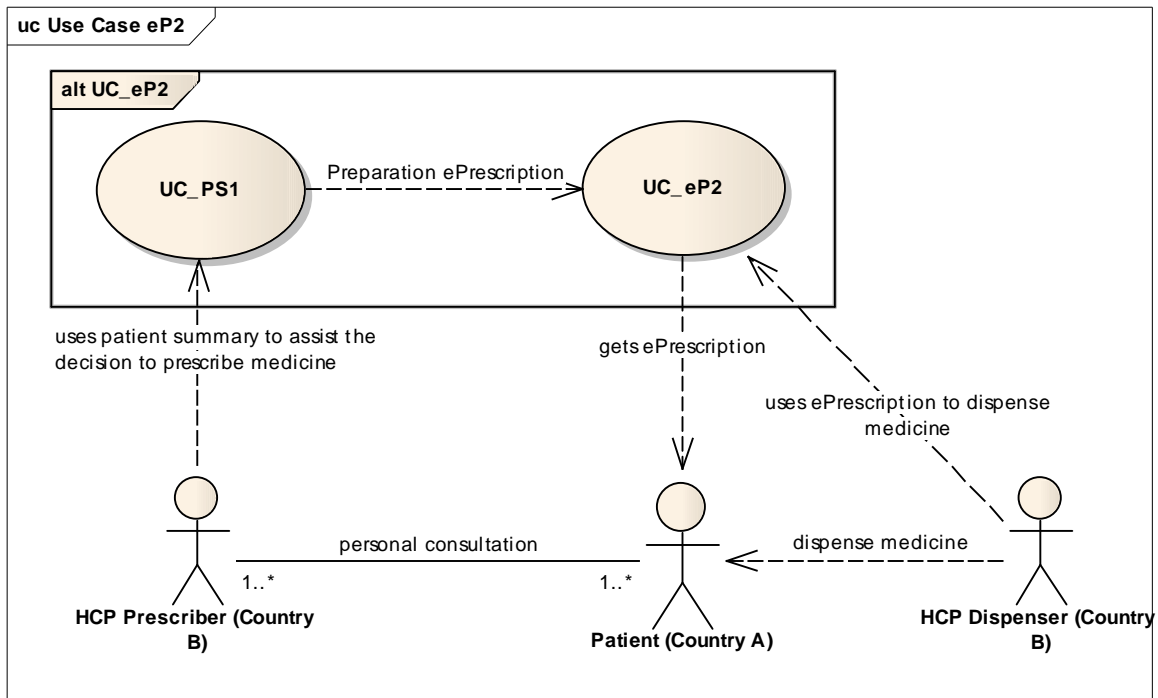 uc Use Case eP2
alt UC_eP2
UC_PS1
Preparation ePrescription
UC_eP2
uses patient summary to assist the
decision to prescribe medicine
gets ePrescription
uses ePrescription to dispense
medicine
personal consultation
1..*
1..*
dispense medicine
HCP Prescriber (Country
B)
Patient (Country A)
HCP Dispenser (Country
B)